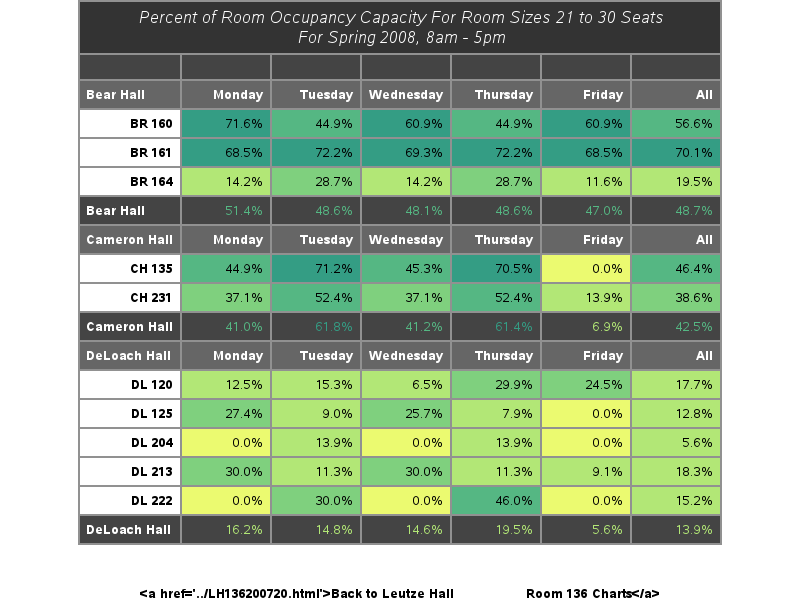 Percent of Room Occupancy Capacity For Room Sizes 21 to 30 Seats
For Spring 2008, 8am - 5pm
Bear Hall Monday Tuesday Wednesday Thursday Friday All
BR 160 71.6% 44.9% 60.9% 44.9% 60.9% 56.6%
BR 161 68.5% 72.2% 69.3% 72.2% 68.5% 70.1%
BR 164 14.2% 28.7% 14.2% 28.7% 11.6% 19.5%
Bear Hall 51.4% 48.6% 48.1% 48.6% 47.0% 48.7%
Cameron Hall Monday Tuesday Wednesday Thursday Friday All
CH 135 44.9% 71.2% 45.3% 70.5% 0.0% 46.4%
CH 231 37.1% 52.4% 37.1% 52.4% 13.9% 38.6%
Cameron Hall 41.0% 61.8% 41.2% 61.4% 6.9% 42.5%
DeLoach Hall Monday Tuesday Wednesday Thursday Friday All
DL 120 12.5% 15.3% 6.5% 29.9% 24.5% 17.7%
DL 125 27.4% 9.0% 25.7% 7.9% 0.0% 12.8%
DL 204 0.0% 13.9% 0.0% 13.9% 0.0% 5.6%
DL 213 30.0% 11.3% 30.0% 11.3% 9.1% 18.3%
DL 222 0.0% 30.0% 0.0% 46.0% 0.0% 15.2%
DeLoach Hall 16.2% 14.8% 14.6% 19.5% 5.6% 13.9%
<a href='../LH136200720.html'>Back to Leutze Hall Room 136 Charts</a>